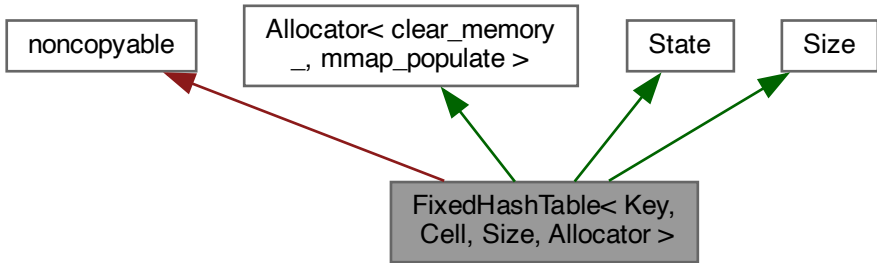 noncopyable
Allocator< clear_memory
_, mmap_populate >
State
Size
FixedHashTable< Key,
Cell, Size, Allocator >